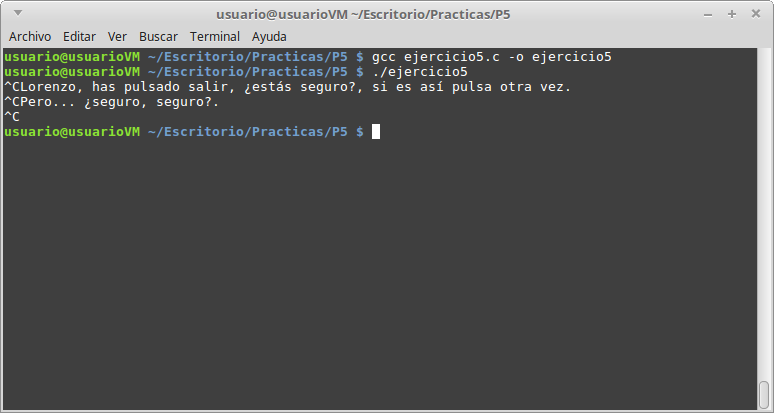 usuario@usuarioVM ~/Escritorio/Practicas/P5
Archivo Editar Ver Buscar Terminal Ayuda
usuario@usuarioVM ~/Escritorio/Practicas/P5 $ gcc ejercicio5.c -o ejercicio5
usuario@usuarioVM ~/Escritorio/Practicas/P5 $ ./ejercicio5
^CLorenzo, has pulsado salir, ¿estás seguro?, si es así pulsa otra vez.
^CPero... ¿seguro, seguro?.
^C
usuario@usuarioVM ~/Escritorio/Practicas/P5 $